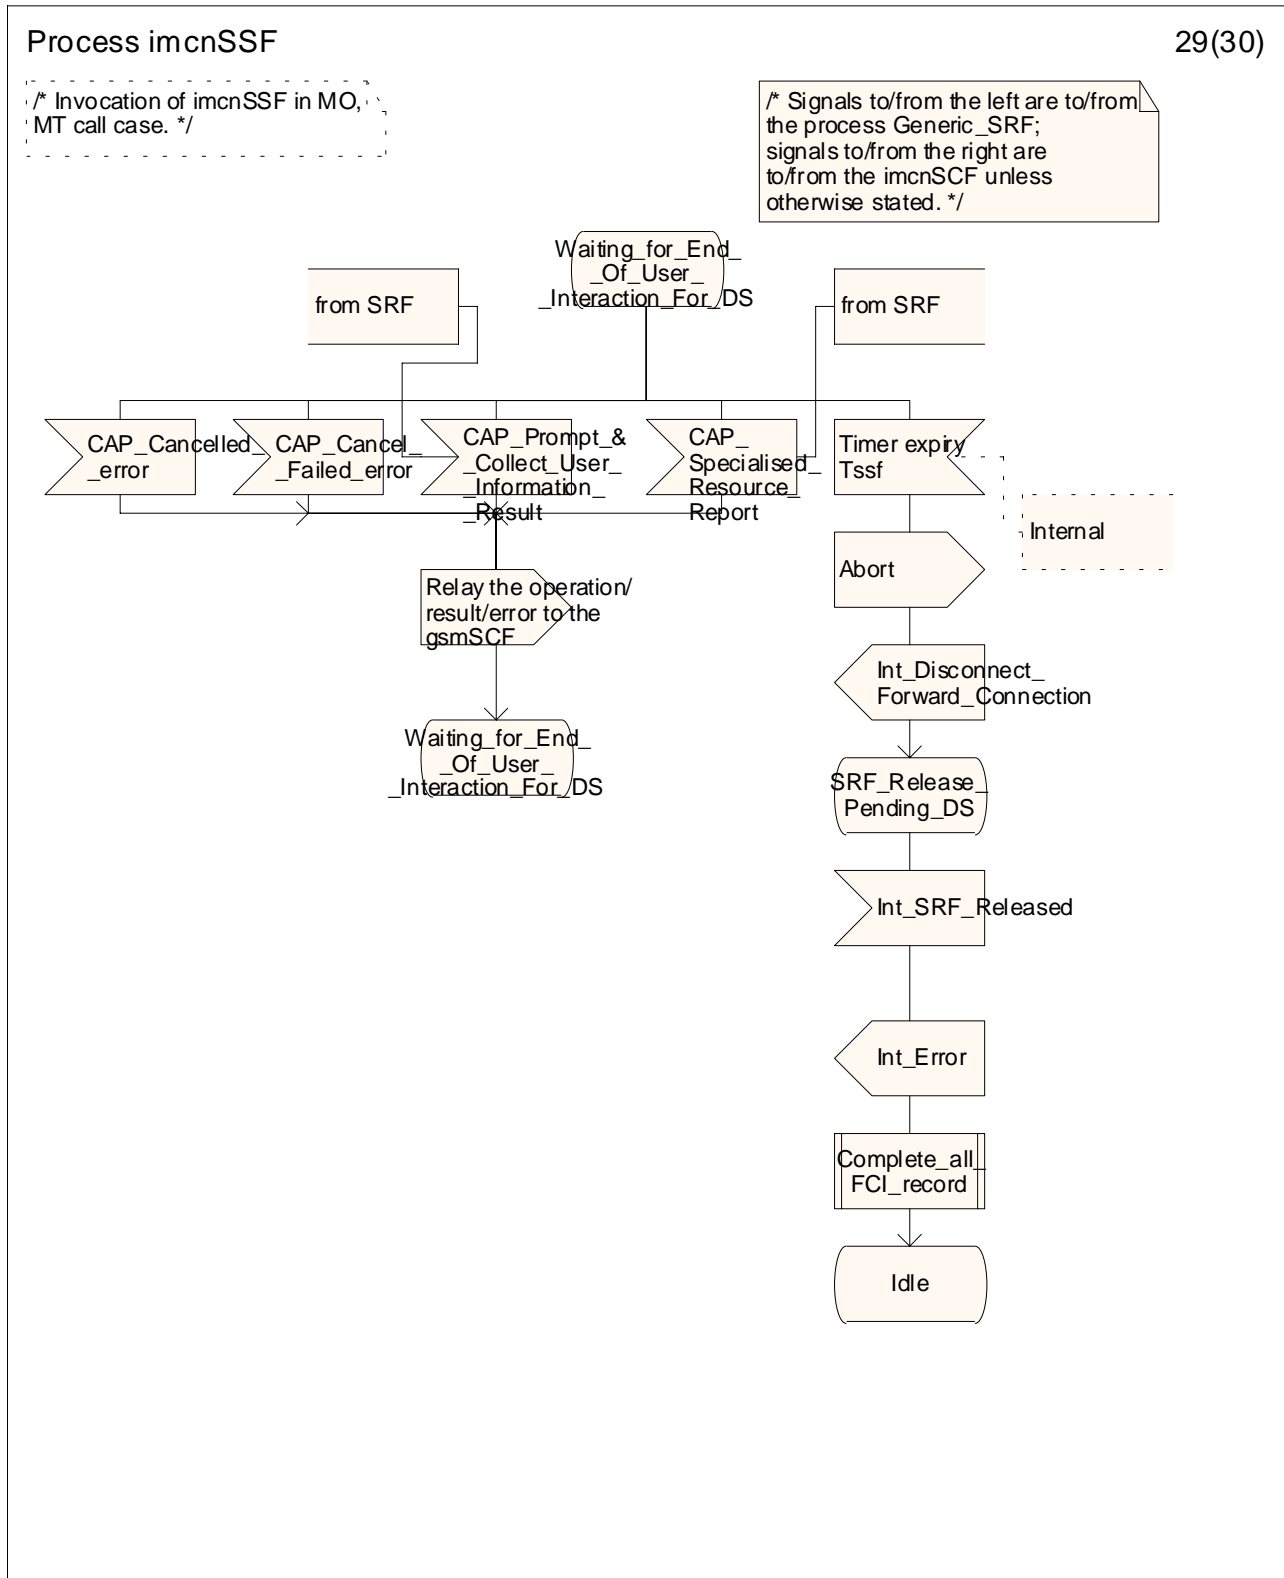 Process imcnSSF
29(30)
/* Invocation of imcnSSF in MO,
MT call case. */
/* Signals to/from the left are to/from
the process Generic_SRF;
signals to/from the right are
to/from the imcnSCF unless
otherwise stated. */
Waiting_for_End_
_Of_User_
_Interaction_For_DS
from SRF
from SRF
CAP_Cancelled_
_error
CAP_Cancel_
_Failed_error
CAP_Prompt_&
_Collect_User_
_Information_
_Result
CAP_
Specialised_
Resource_
Report
Timer expiry
Tssf
Internal
Abort
Relay the operation/
result/error to the
gsmSCF
Int_Disconnect_
Forward_Connection
Waiting_for_End_
_Of_User_
_Interaction_For_DS
SRF_Release_
Pending_DS
Int_SRF_Released
Int_Error
Complete_all_
FCI_record
Idle